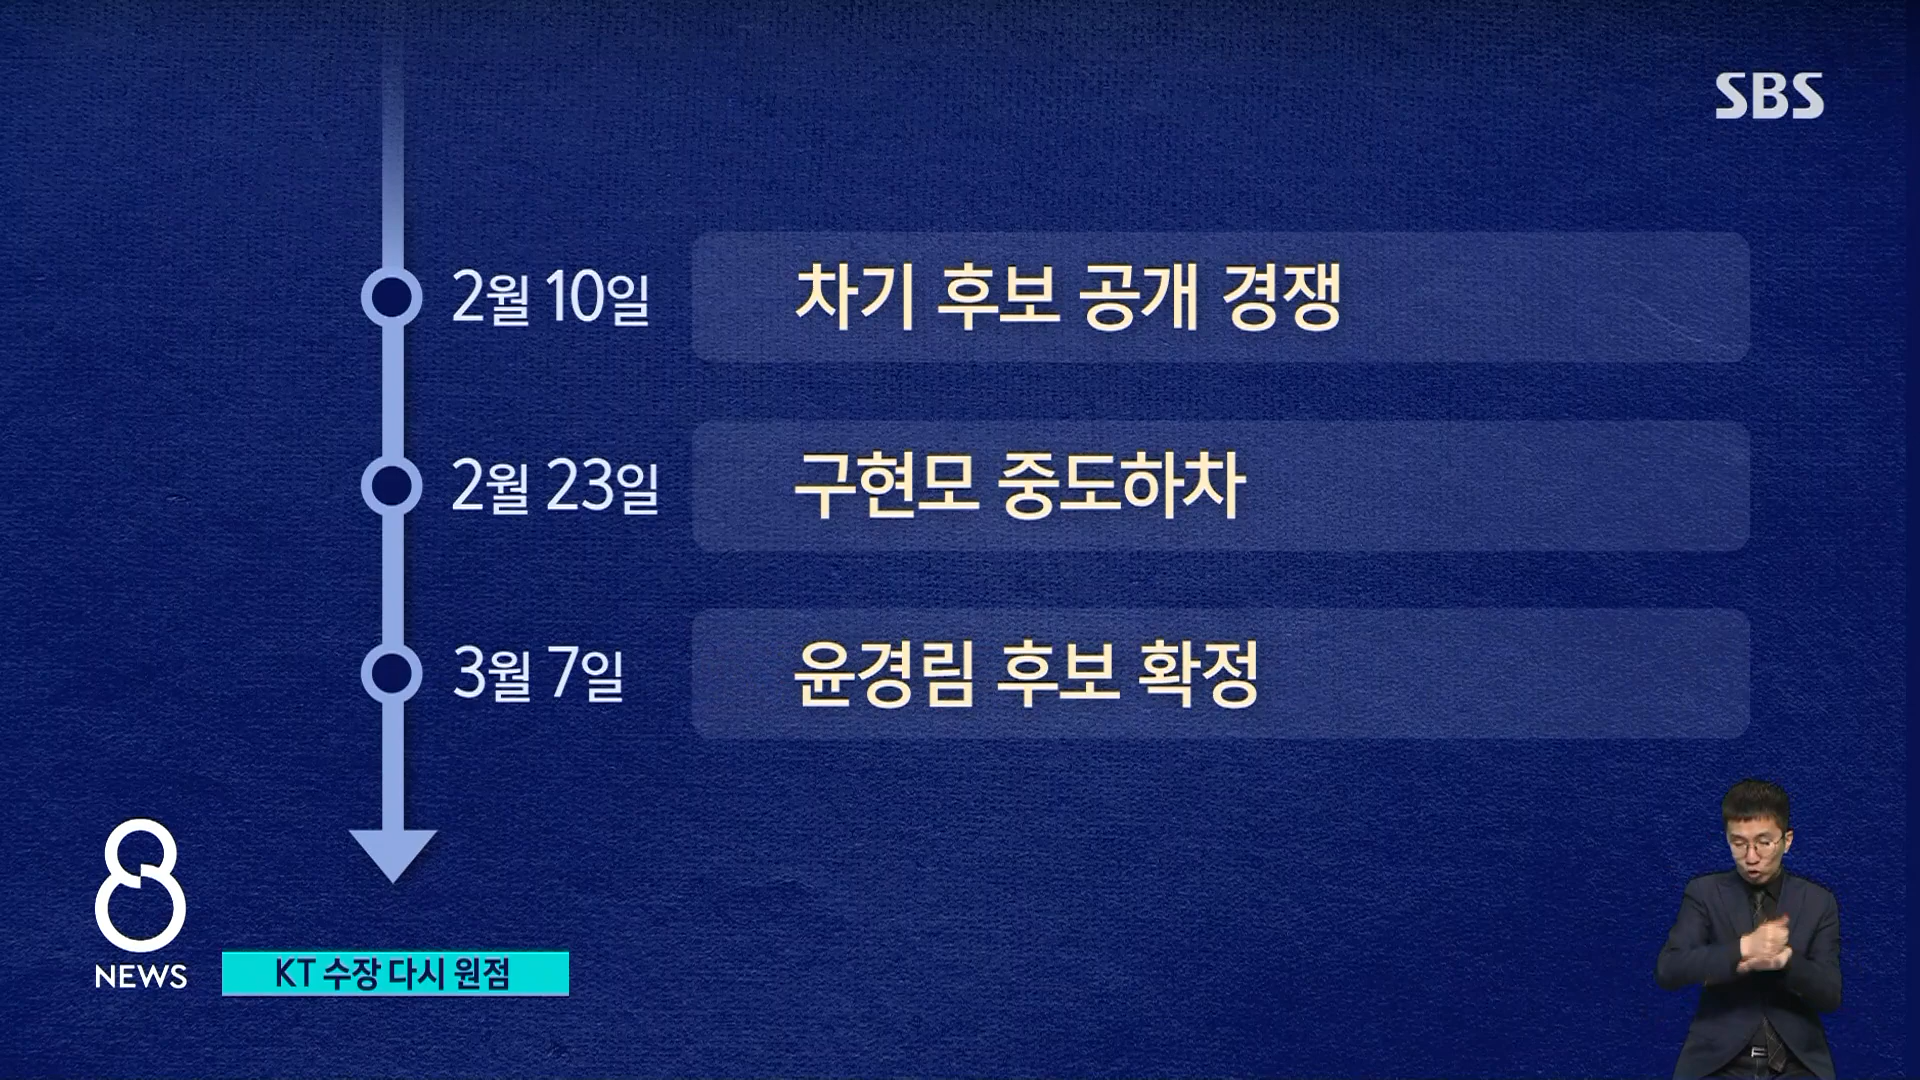 SBS
2월 10일 차기 후보 공개 경쟁
2월 23일 구현모 중도하차
3월 7일 윤경림 후보 확정
8
NEWS
KT 수장 다시 원점